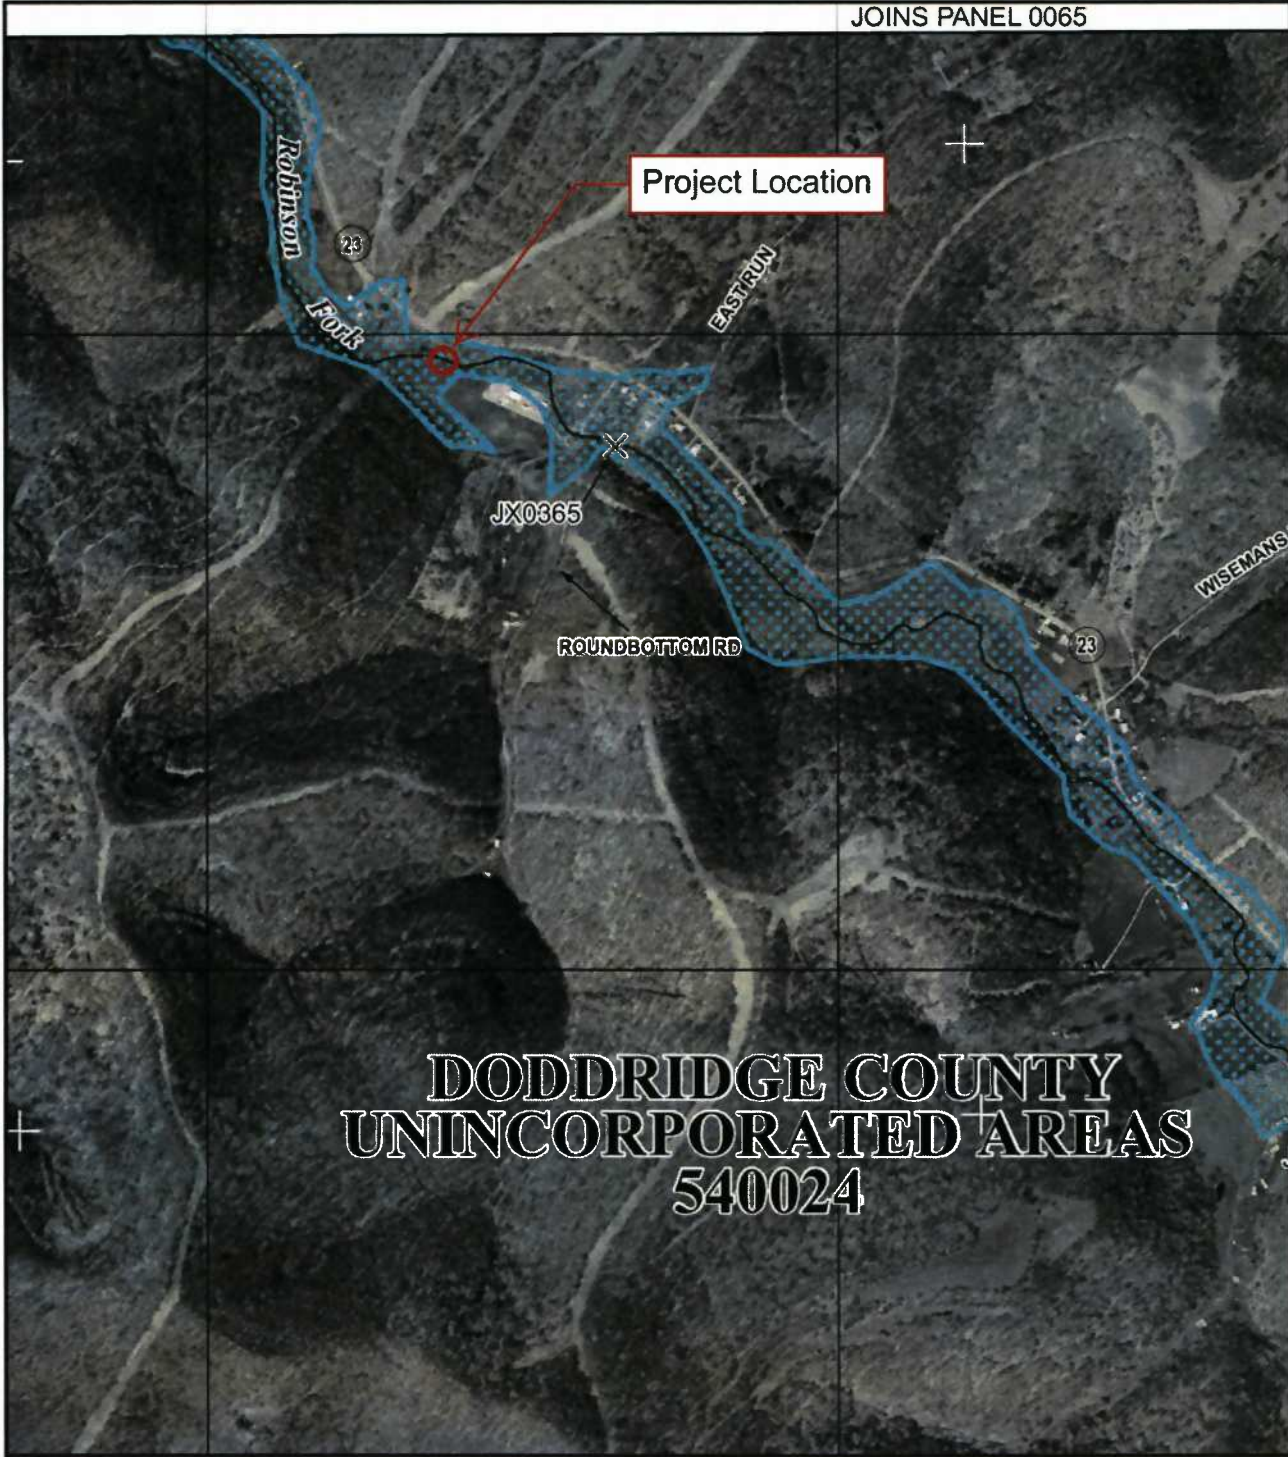 JOINS PANEL 0065
Project Location
Robinson
Fork
23
EAST RUN
JX0365
WISEMANS
ROUNDBOTTOM RD
23
DODDRIDGE COUNTY
UNINCORPORATED AREAS
540024